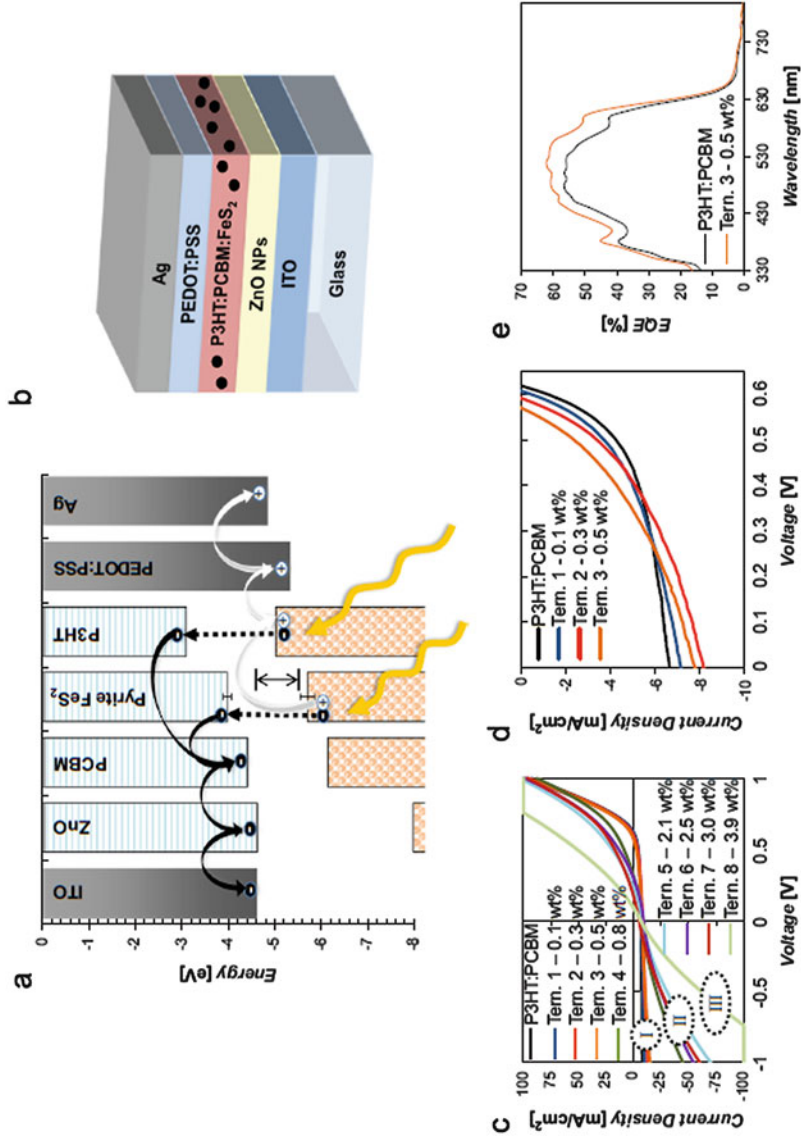 a
Energy [eV]
0
-1
-2
-3
-4
-5
-6
-7
-8
ITO
ZnO
PCBM
Pyrite FeS₂
P3HT
PEDOT:PSS
Ag
b
Ag
PEDOT:PSS
P3HT:PCBM:FeS₂
ZnO NPs
ITO
Glass
c
Current Density [mA/cm²]
100
75
50
25
0
-25
-50
-75
-100
P3HT:PCBM
Tern. 1 – 0.1 wt%
Tern. 2 – 0.3 wt%
Tern. 3 – 0.5 wt%
Tern. 4 – 0.8 wt%
Tern. 5 – 2.1 wt%
Tern. 6 – 2.5 wt%
Tern. 7 – 3.0 wt%
Tern. 8 – 3.9 wt%
I
II
III
-1
-0.5
0
0.5
1
Voltage [V]
d
Current Density [mA/cm²]
0
-2
-4
-6
-8
-10
P3HT:PCBM
Tern. 1 - 0.1 wt%
Tern. 2 - 0.3 wt%
Tern. 3 - 0.5 wt%
0
0.1
0.2
0.3
0.4
0.5
0.6
Voltage [V]
e
EQE [%]
70
60
50
40
30
20
10
0
P3HT:PCBM
Tern. 3 - 0.5 wt%
330
430
530
630
730
Wavelength [nm]